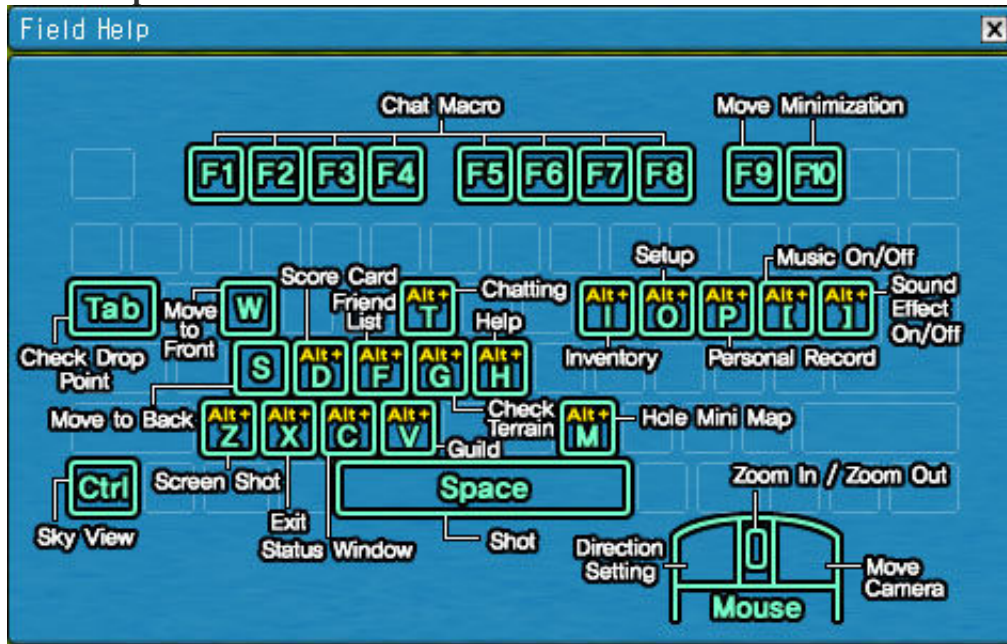 Field Help
Chat Macro
Move Minimization
F1 F2 F3 F4 F5 F6 F7 F8 F9 F10
Setup
Music On/Off
Score Card
Friend
List
Chatting
Sound
Effect
On/Off
Tab
Move
to
Front
W
Alt+
T
Help
Alt+
I
Alt+
O
Alt+
P
Alt+
[
Alt+
]
Check Drop
Point
Inventory
Personal Record
S
Alt+
D
Alt+
F
Alt+
G
Alt+
H
Move to Back
Alt+
Z
Alt+
X
Alt+
C
Alt+
V
Check
Terrain
Alt+
M
Hole Mini Map
Guild
Ctrl
Screen Shot
Space
Zoom In / Zoom Out
Sky View
Exit
Status Window
Shot
Direction
Setting
Move
Camera
Mouse